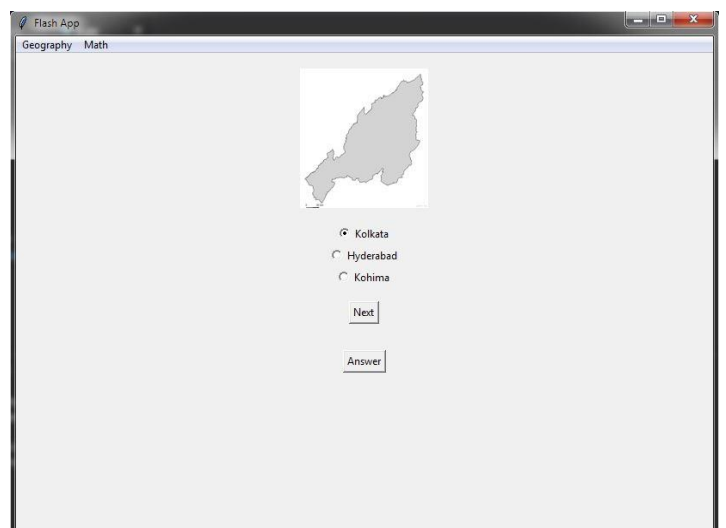 Flash App
Geography Math
Kolkata
Hyderabad
Kohima
Next
Answer